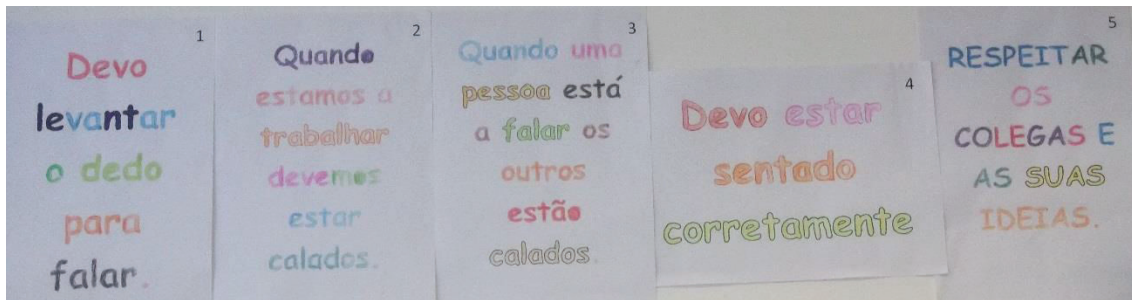 1
Devo
levantar
o dedo
para
falar.
2
Quando
estamos a
trabalhar
devemos
estar
calados.
3
Quando uma
pessoa está
a falar os
outros
estão
calados.
4
Devo estar
sentado
corretamente
5
RESPEITAR
OS
COLEGAS E
AS SUAS
IDEIAS.